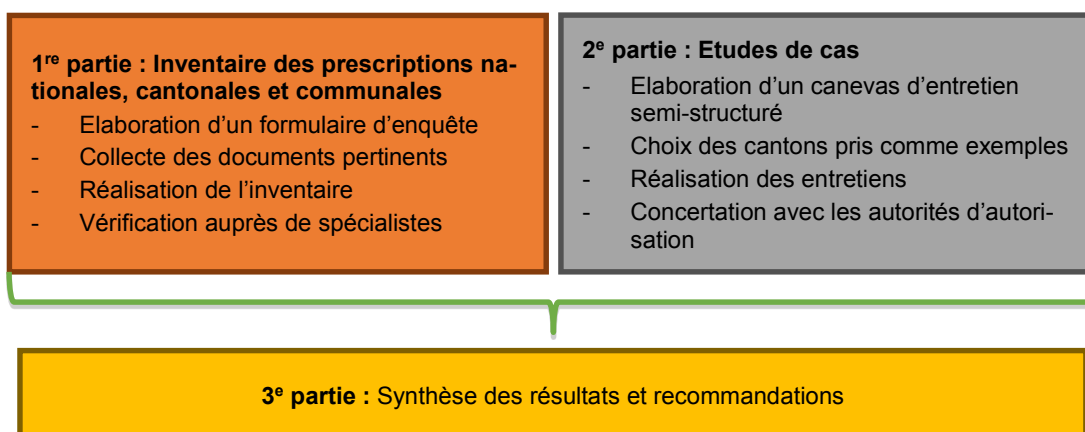 1re partie : Inventaire des prescriptions na-
tionales, cantonales et communales
- Elaboration d’un formulaire d’enquête
- Collecte des documents pertinents
- Réalisation de l’inventaire
- Vérification auprès de spécialistes
2e partie : Etudes de cas
- Elaboration d’un canevas d’entretien
semi-structuré
- Choix des cantons pris comme exemples
- Réalisation des entretiens
- Concertation avec les autorités d’autori-
sation
3e partie : Synthèse des résultats et recommandations